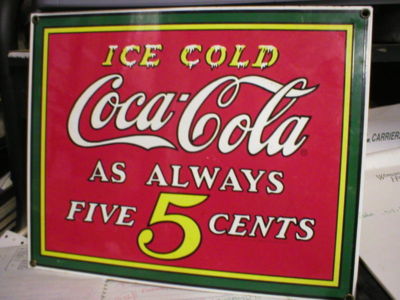 ICE COLD
Coca-Cola
AS ALWAYS
FIVE 5 CENTS
CARRIER